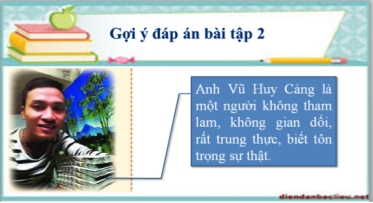 Gợi ý đáp án bài tập 2
Anh Vũ Huy Cảng là
một người không tham
lam, không gian dối,
rất trung thực, biết tôn
trọng sự thật.
diendanbaclieu.net